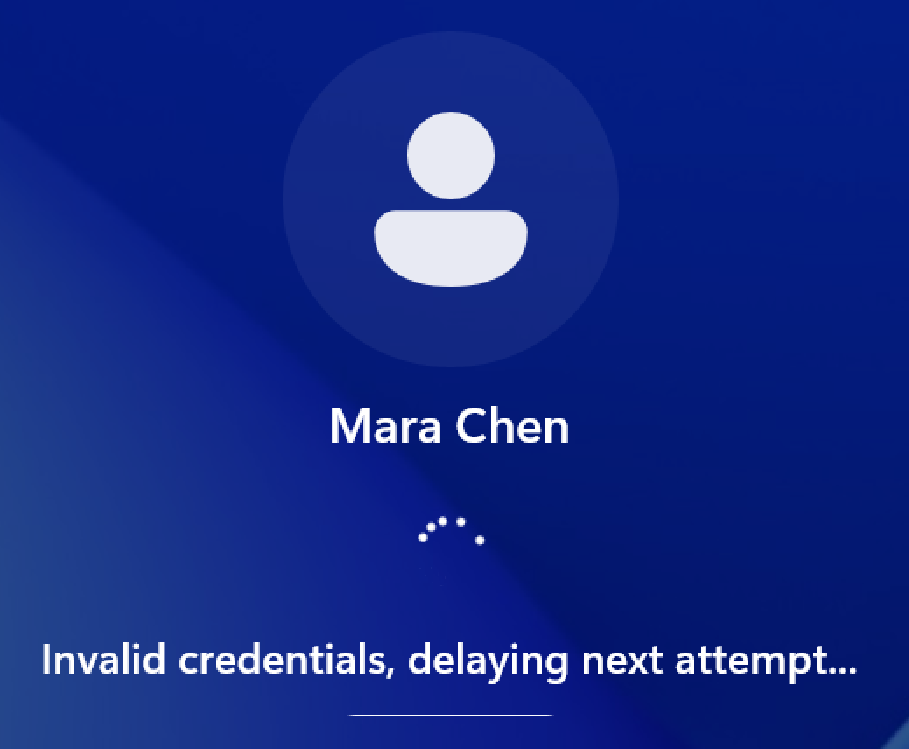 Mara Chen
Invalid credentials, delaying next attempt...